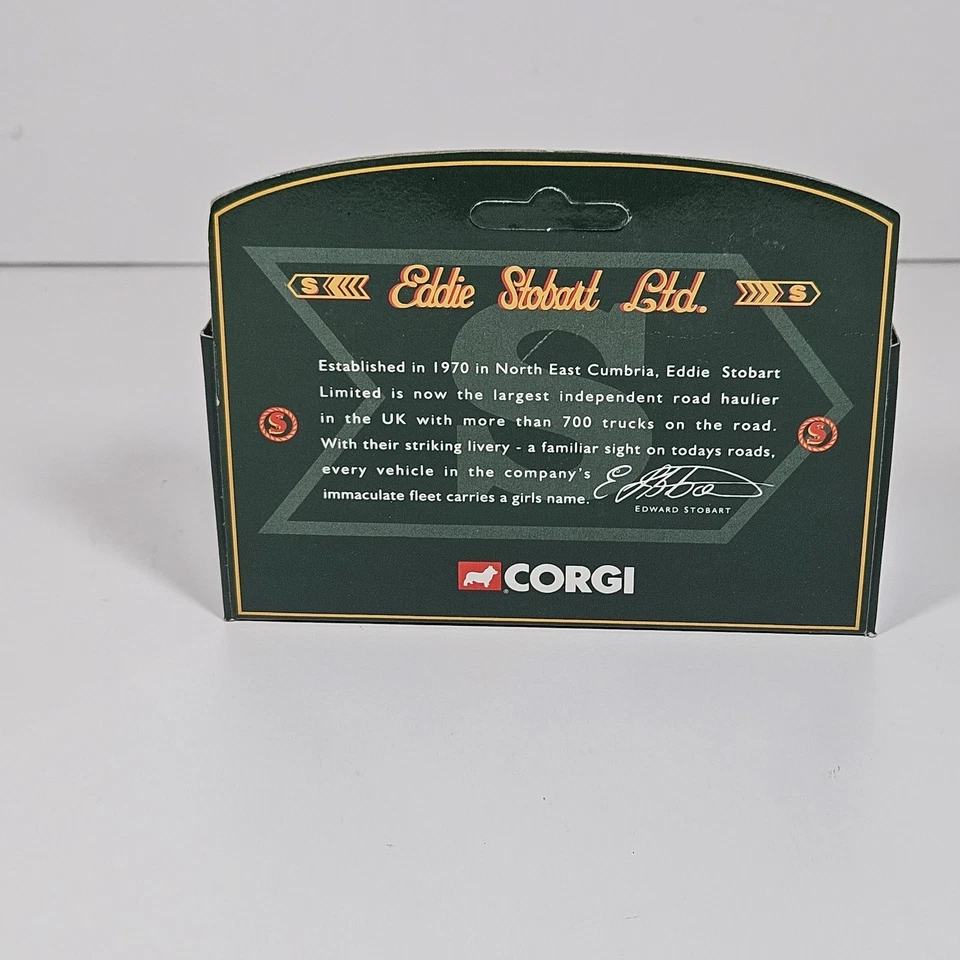 S Eddie Stobart Ltd. S
Established in 1970 in North East Cumbria, Eddie Stobart
Limited is now the largest independent road haulier
in the UK with more than 700 trucks on the road.
With their striking livery - a familiar sight on todays roads,
every vehicle in the company's
immaculate fleet carries a girls name.
EDWARD STOBART
S
S
S
CORGI